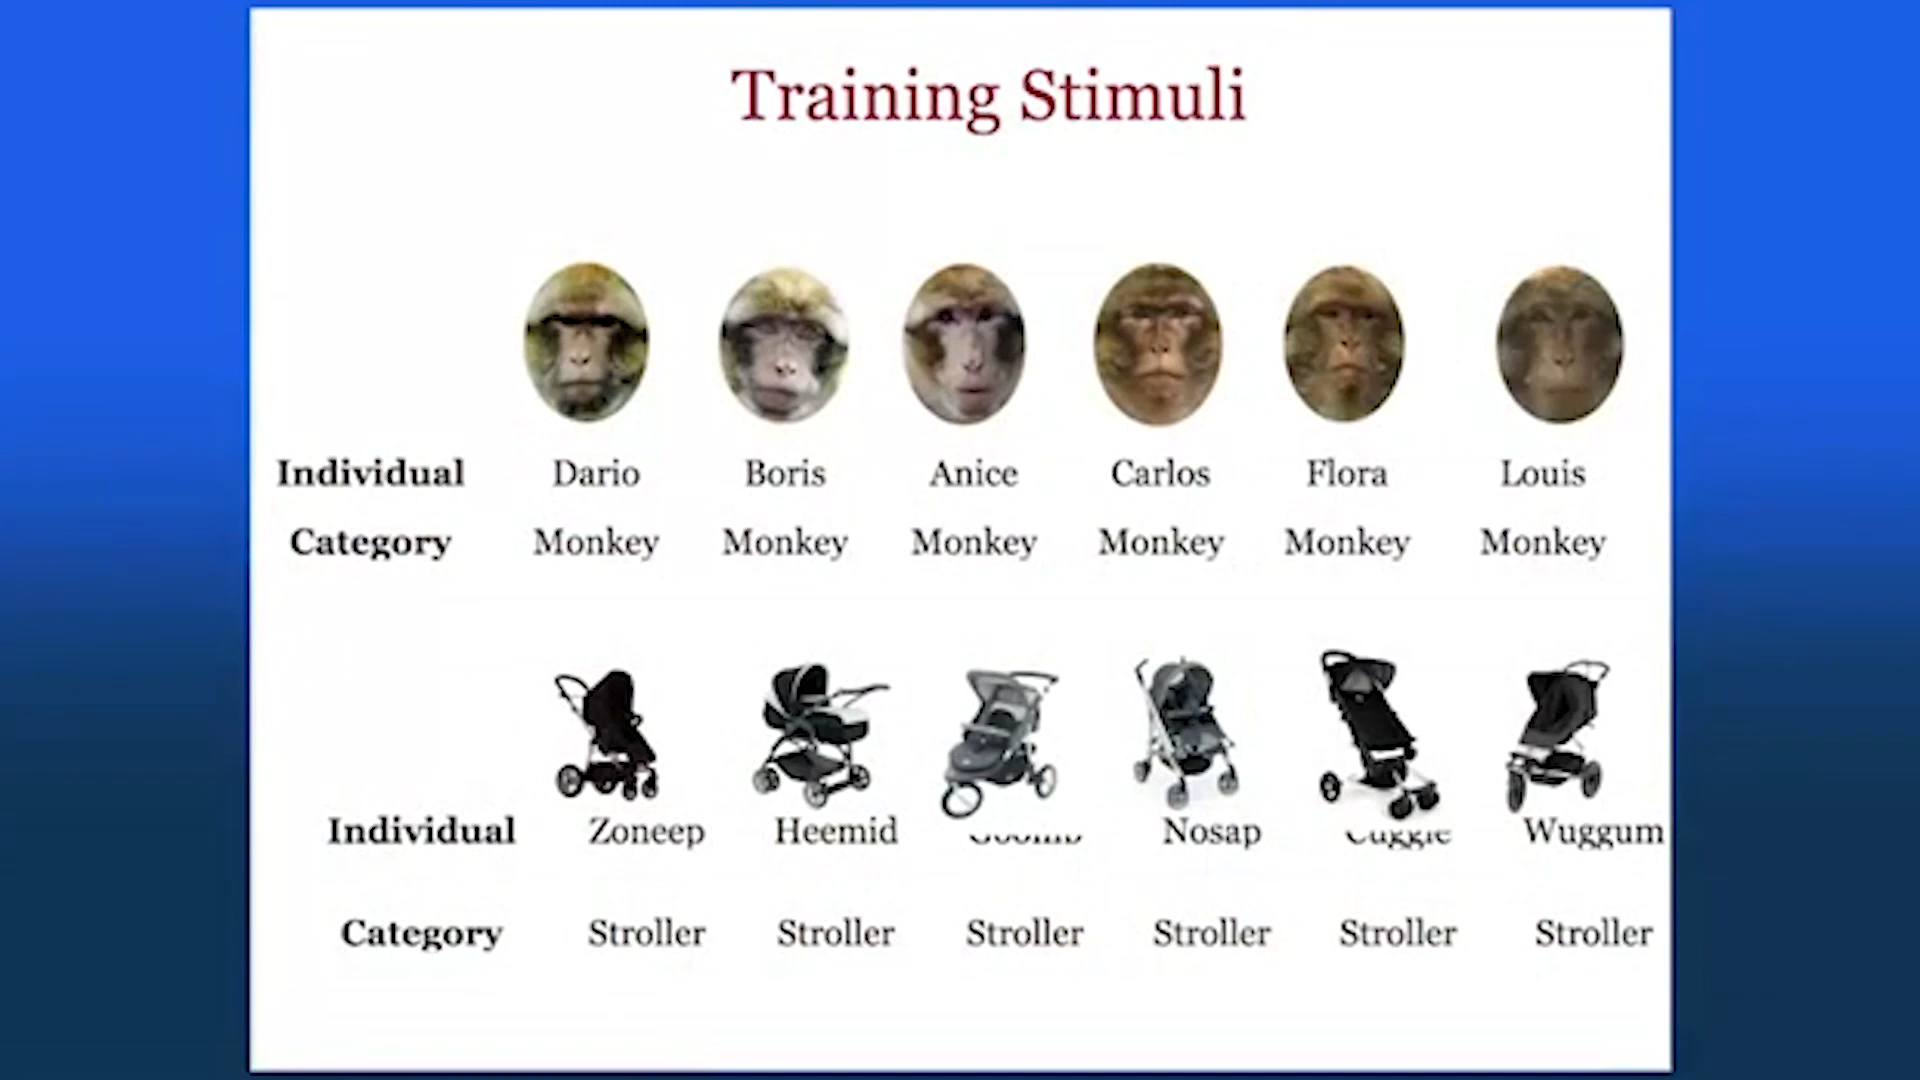 Training Stimuli
Individual Dario Boris Anice Carlos Flora Louis
Category Monkey Monkey Monkey Monkey Monkey Monkey
Individual Zoneep Heemid Nosap Wuggum
Category Stroller Stroller Stroller Stroller Stroller Stroller